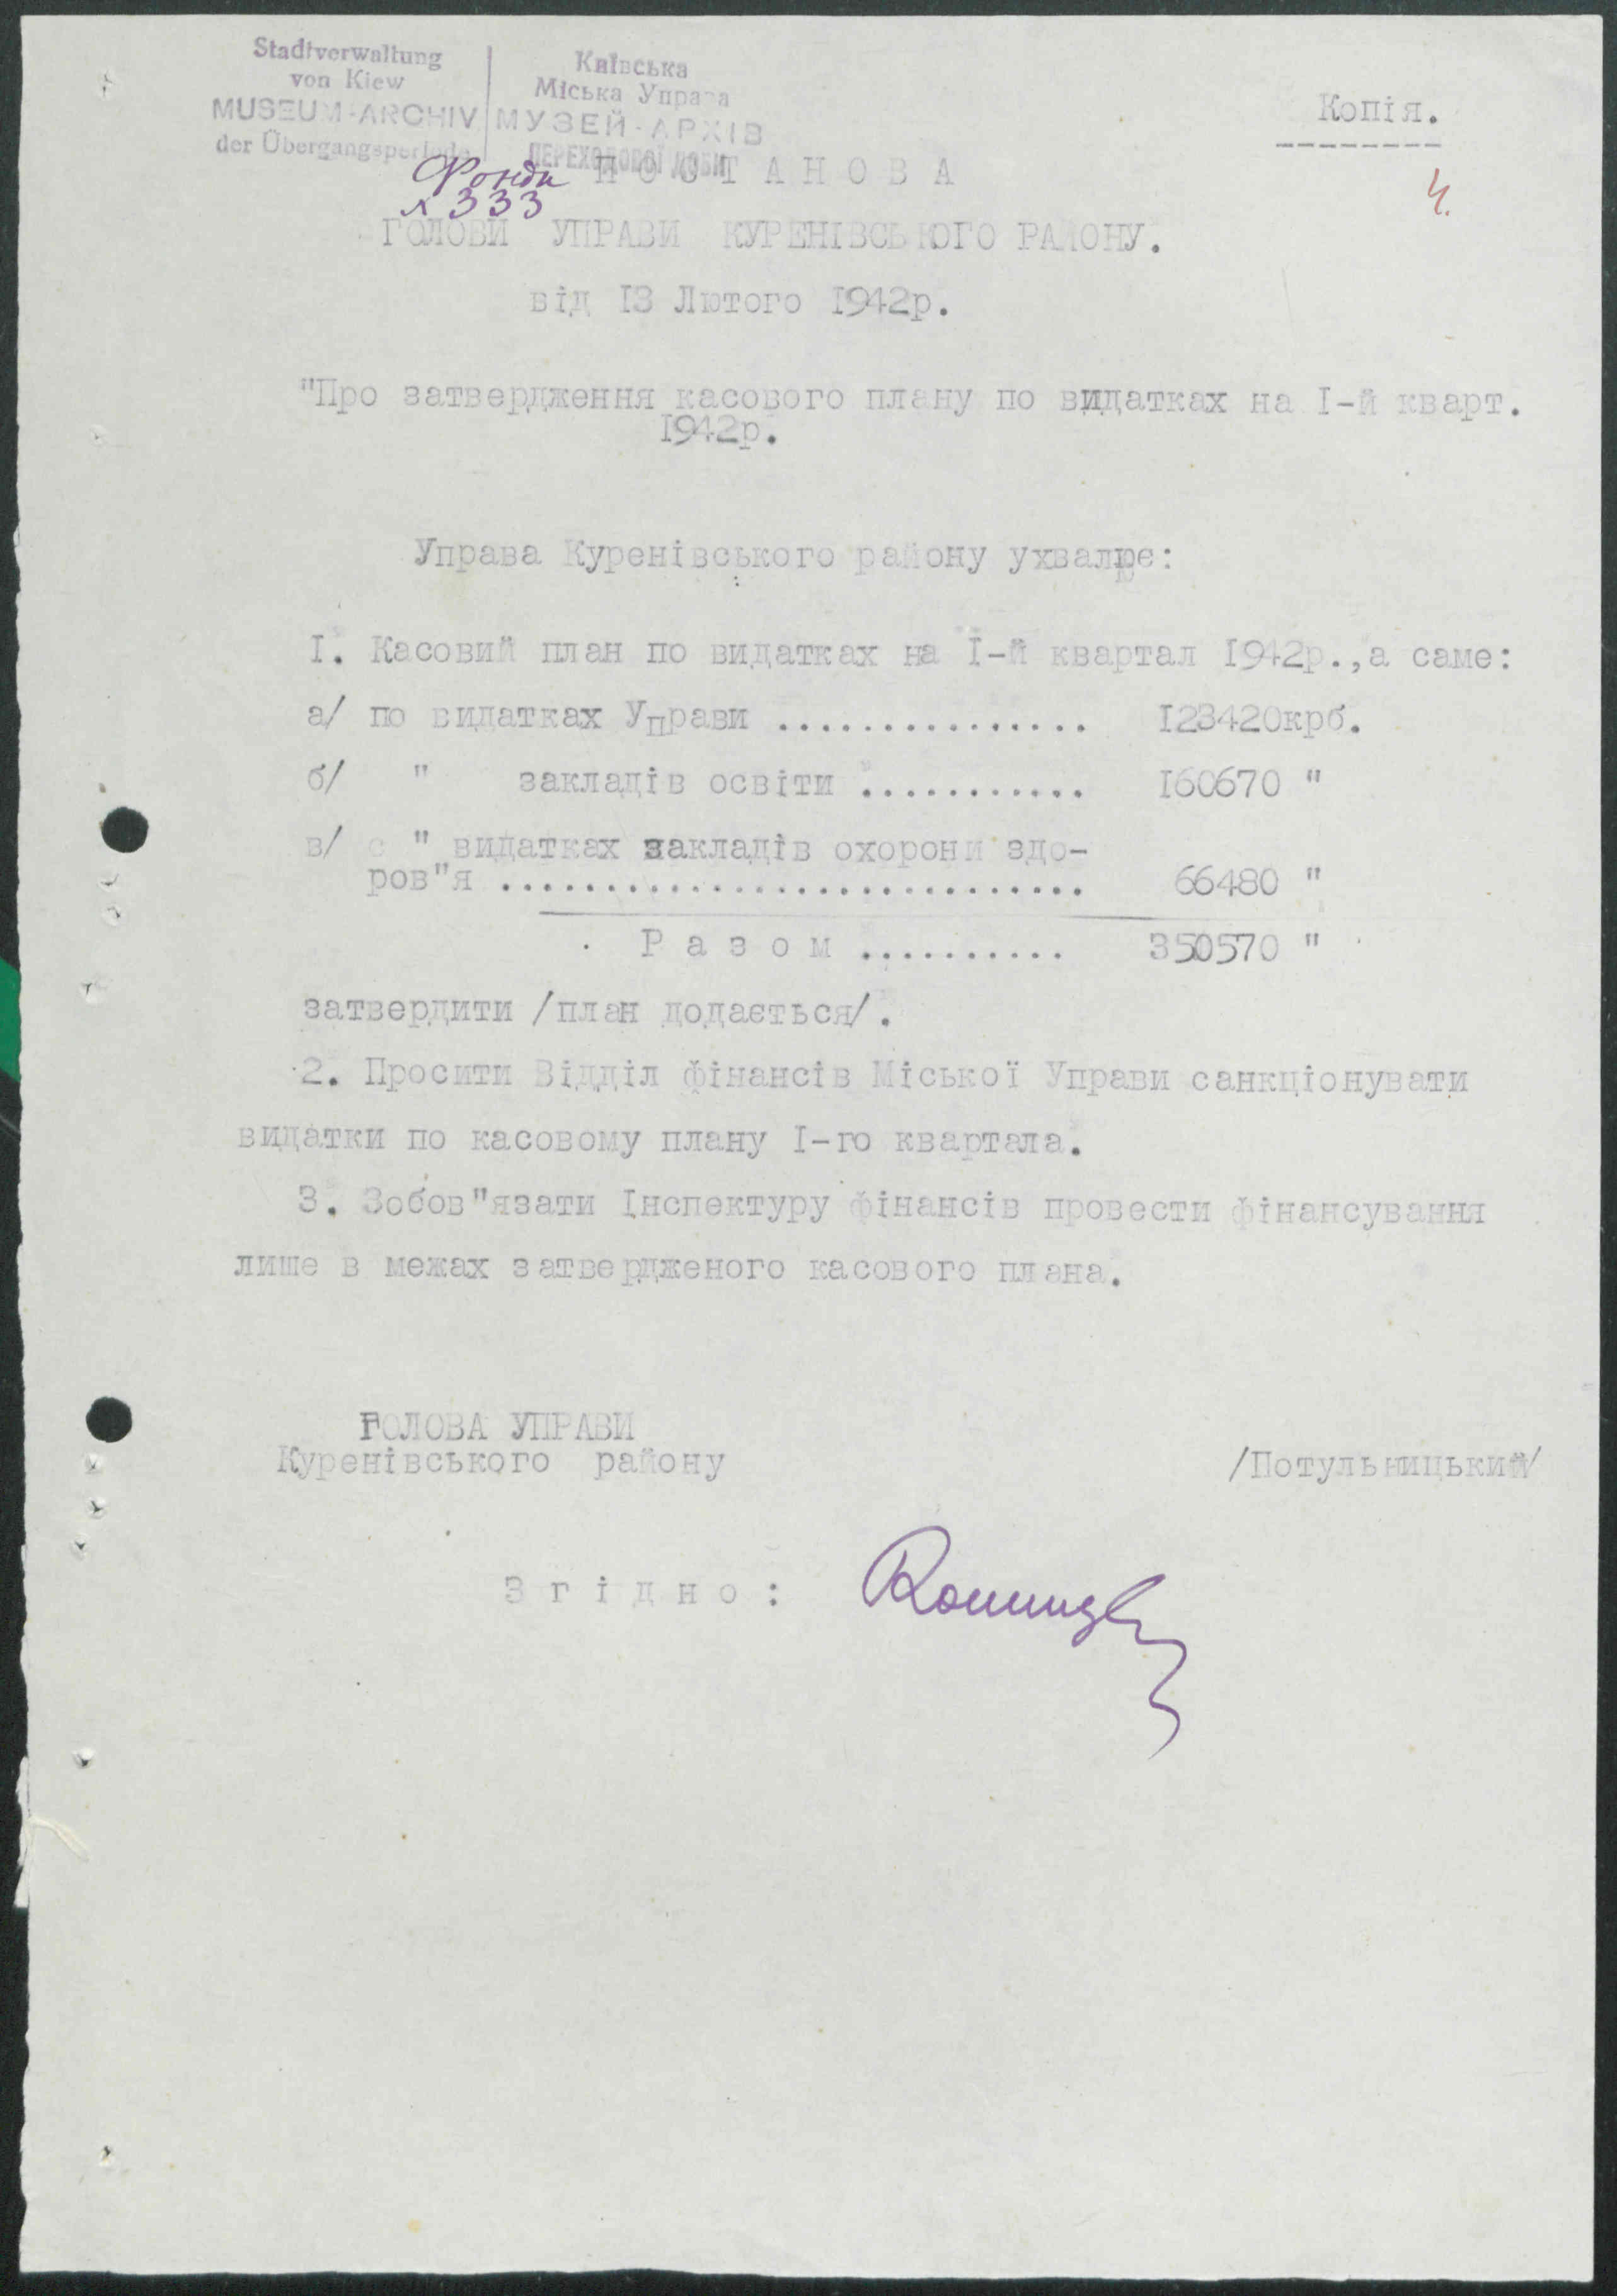 Stadtverwaltung
von Kiew
MUSEUM-ARCHIV
der Übergangsperiode
Київська
Міська Управа
МУЗЕЙ-АРХІВ
ПЕРЕХОДОВОЇ ДОБИ
Фонди
№ 333
Копія.
4.
П О С Т А Н О В А
ГОЛОВИ УПРАВИ КУРЕНІВСЬКОГО РАЙОНУ.
від 13 Лютого 1942р.
"Про затвердження касового плану по видатках на І-й кварт.
1942р.
Управа Куренівського району ухвалює:
І. Касовий план по видатках на І-й квартал 1942р.,а саме:
а/ по видатках Управи ............... 123420крб.
б/ " закладів освіти ........... 160670 "
в/ " видатках закладів охорони здо-
ров"я ............................ 66480 "
Р а з о м .......... 350570 "
затвердити /план додається/.
2. Просити Відділ фінансів Міської Управи санкціонувати
видатки по касовому плану І-го квартала.
3. Зобов"язати Інспектуру фінансів провести фінансування
лише в межах затвердженого касового плана.
ГОЛОВА УПРАВИ
Куренівського району /Потульницький/
З г і д н о :